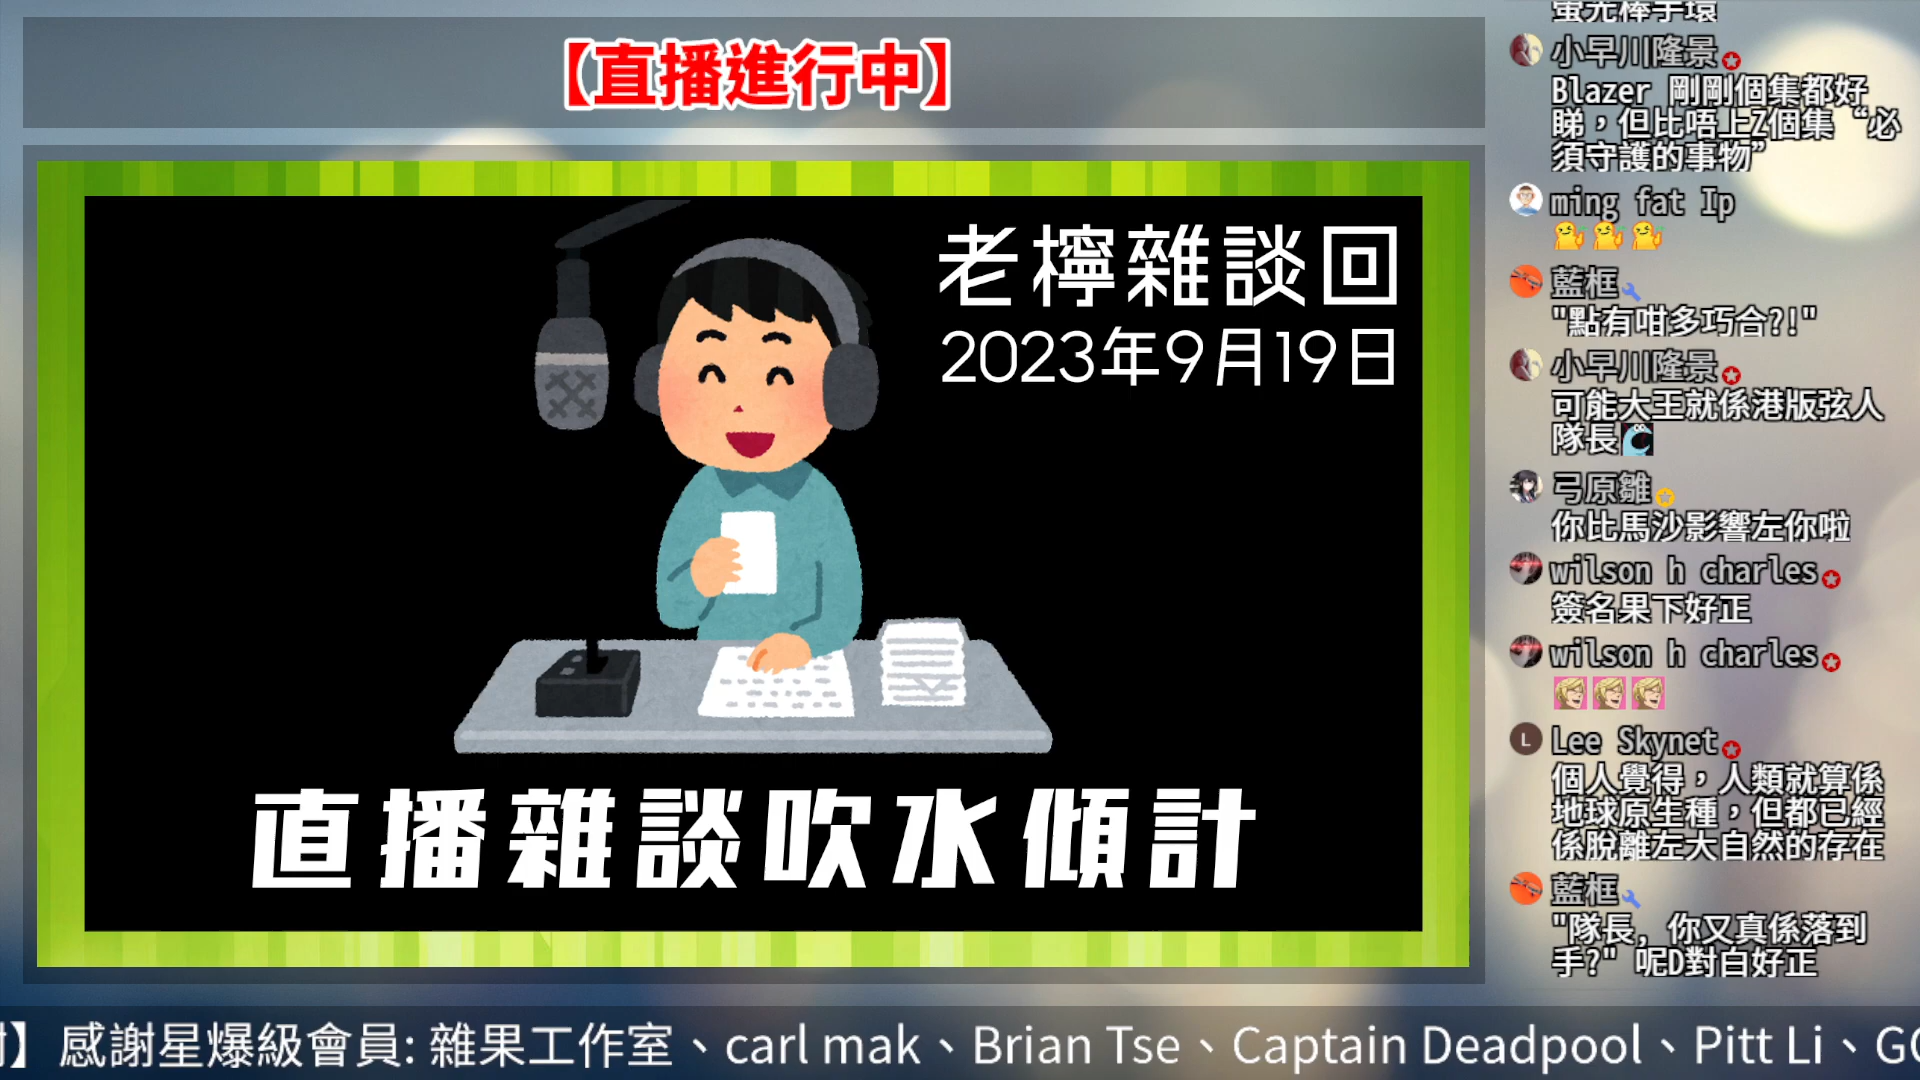 【直播進行中】
老檸雜談回
2023年9月19日
直播雜談吹水傾計
螢光棒手環
小早川隆景
Blazer 剛剛個集都好
睇，但比唔上Z個集“必
須守護的事物”
ming fat Ip
藍框
"點有咁多巧合?!"
小早川隆景
可能大王就係港版弦人
隊長
弓原雛
你比馬沙影響左你啦
wilson h charles
簽名果下好正
wilson h charles
L
Lee Skynet
個人覺得，人類就算係
地球原生種，但都已經
係脫離左大自然的存在
藍框
"隊長, 你又真係落到
手?" 呢D對白好正
】 感謝星爆級會員: 雜果工作室、carl mak、Brian Tse、Captain Deadpool、Pitt Li、